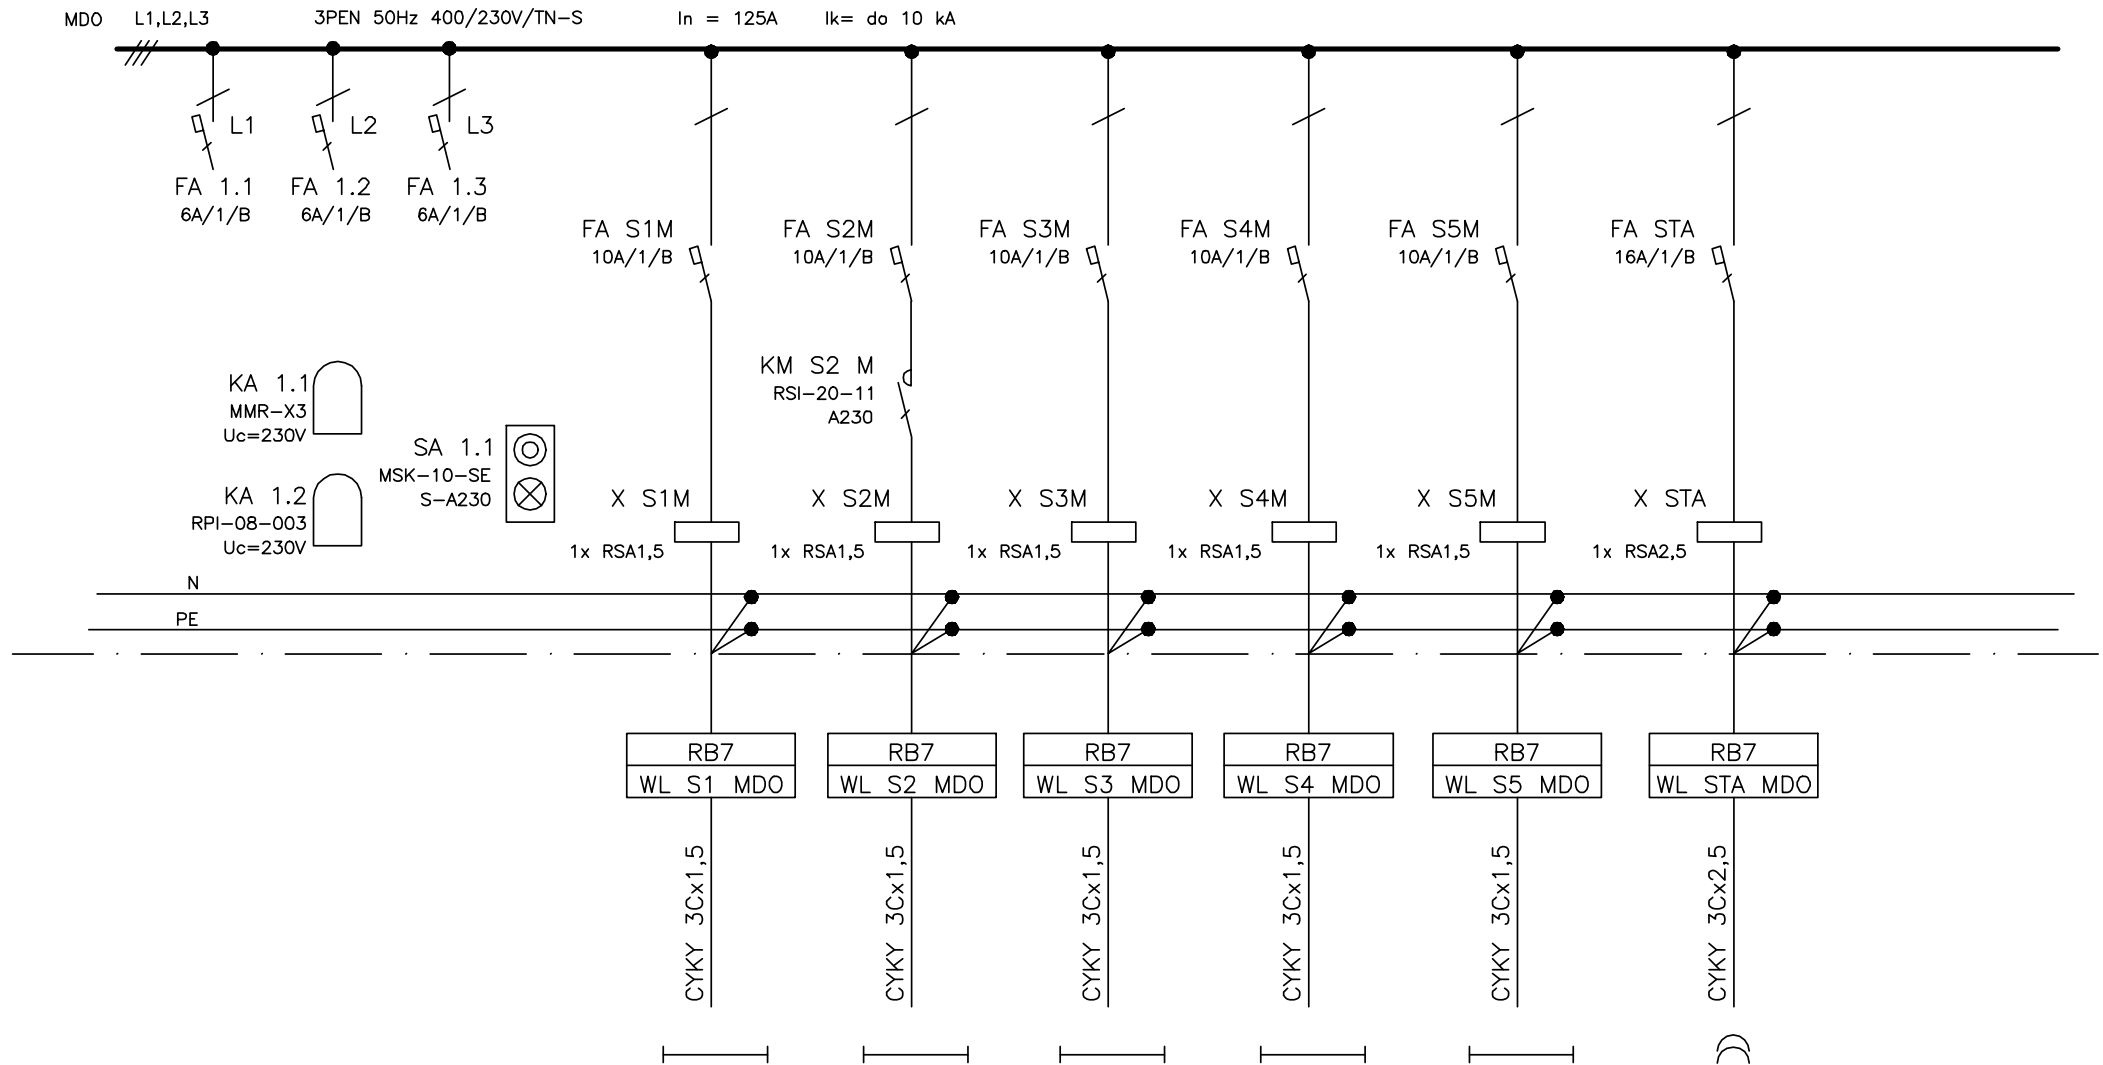 MDO L1,L2,L3 3PEN 50Hz 400/230V/TN-S In = 125A Ik= do 10 kA
L1 L2 L3
FA 1.1 FA 1.2 FA 1.3
6A/1/B 6A/1/B 6A/1/B
FA S1M FA S2M FA S3M FA S4M FA S5M FA STA
10A/1/B 10A/1/B 10A/1/B 10A/1/B 10A/1/B 16A/1/B
KM S2 M
RSI-20-11
A230
KA 1.1
MMR-X3
Uc=230V
SA 1.1
MSK-10-SE
S-A230
KA 1.2
RPI-08-003
Uc=230V
X S1M X S2M X S3M X S4M X S5M X STA
1x RSA1,5 1x RSA1,5 1x RSA1,5 1x RSA1,5 1x RSA1,5 1x RSA2,5
N
PE
RB7 RB7 RB7 RB7 RB7 RB7
WL S1 MDO WL S2 MDO WL S3 MDO WL S4 MDO WL S5 MDO WL STA MDO
CYKY 3Cx1,5
CYKY 3Cx1,5
CYKY 3Cx1,5
CYKY 3Cx1,5
CYKY 3Cx1,5
CYKY 3Cx2,5